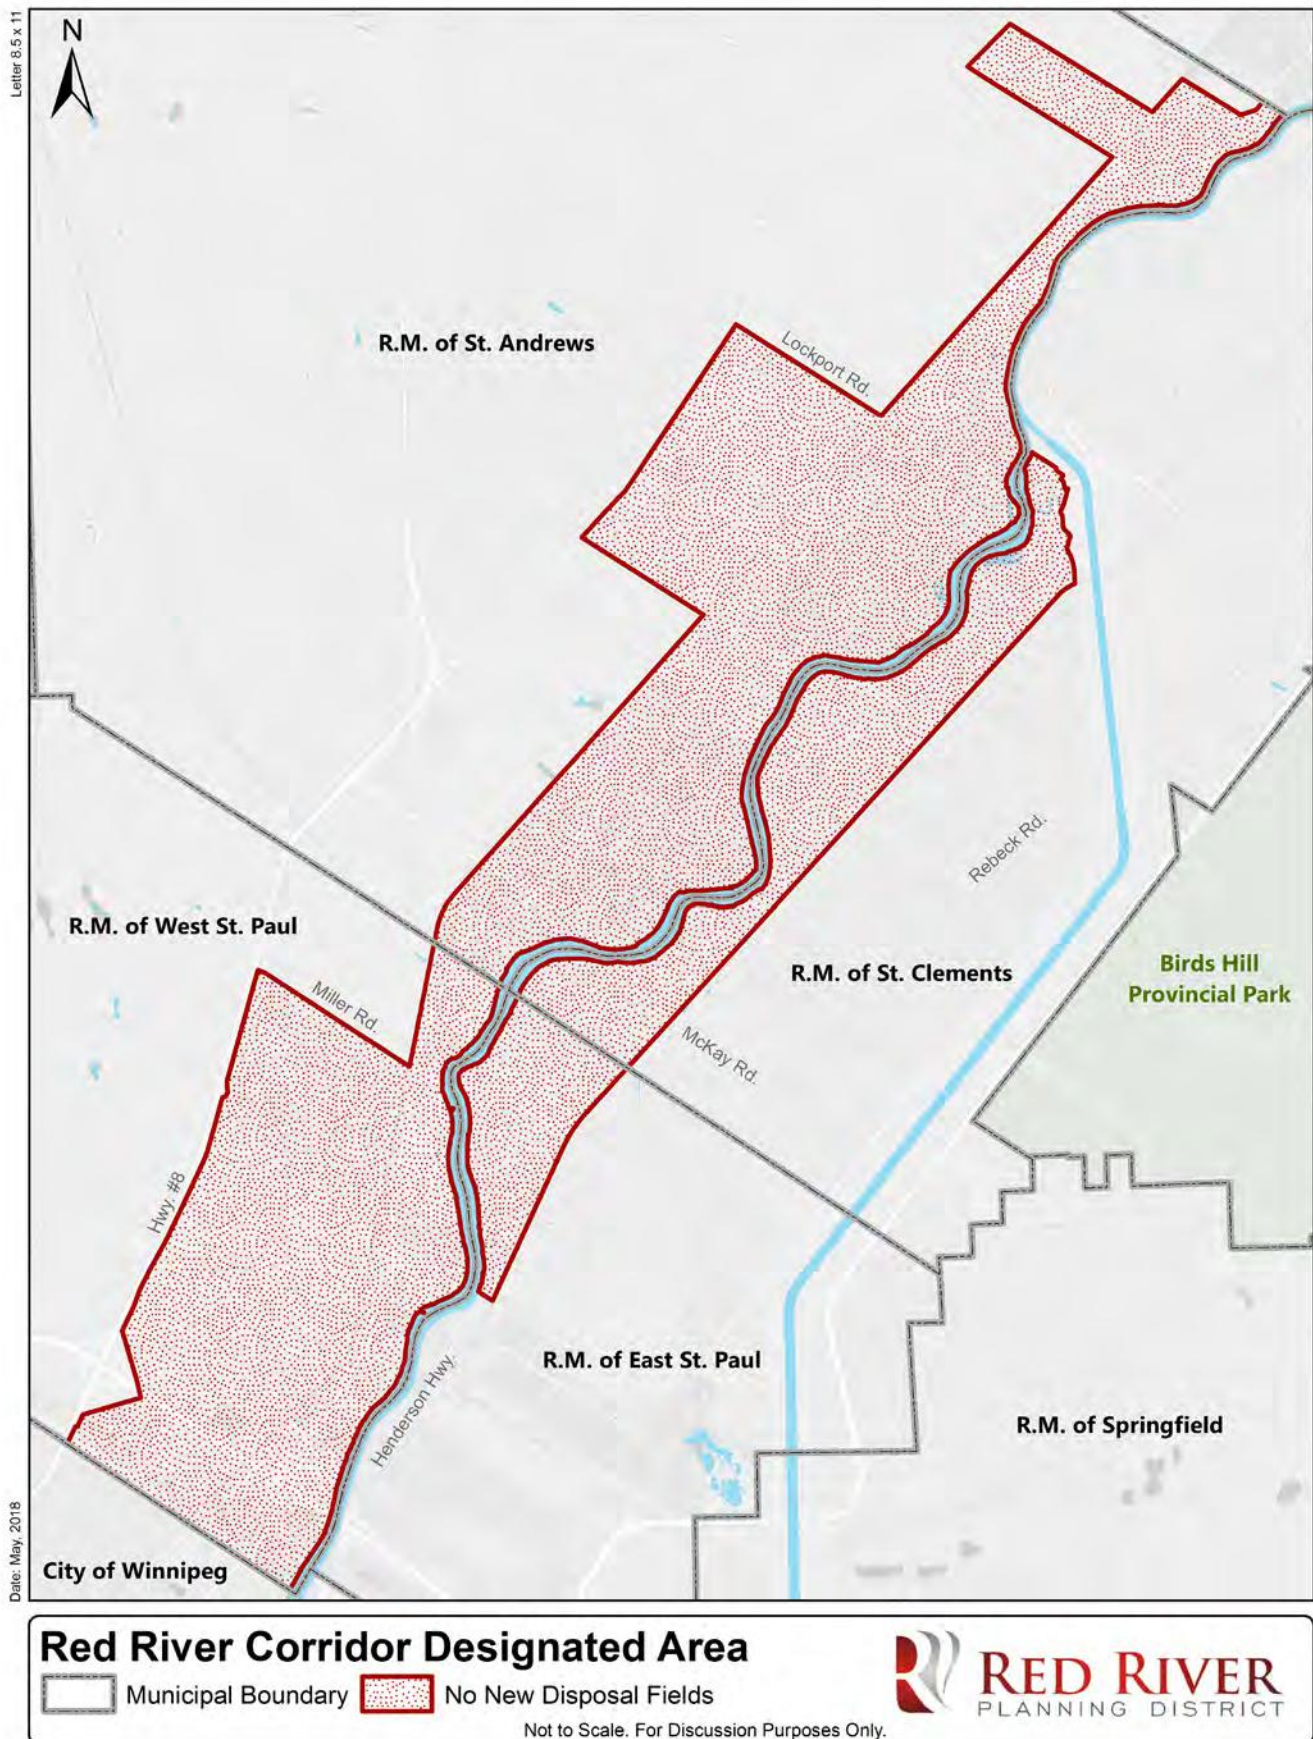 Letter 8.5 x 11
N
R.M. of St. Andrews
Lockport Rd.
R.M. of West St. Paul
Rebeck Rd.
Miller Rd.
R.M. of St. Clements
Birds Hill
Provincial Park
McKay Rd.
Hwy. #8
R.M. of East St. Paul
Henderson Hwy.
R.M. of Springfield
City of Winnipeg
Date: May, 2018
Red River Corridor Designated Area
Municipal Boundary
No New Disposal Fields
Not to Scale. For Discussion Purposes Only.
RED RIVER
PLANNING DISTRICT